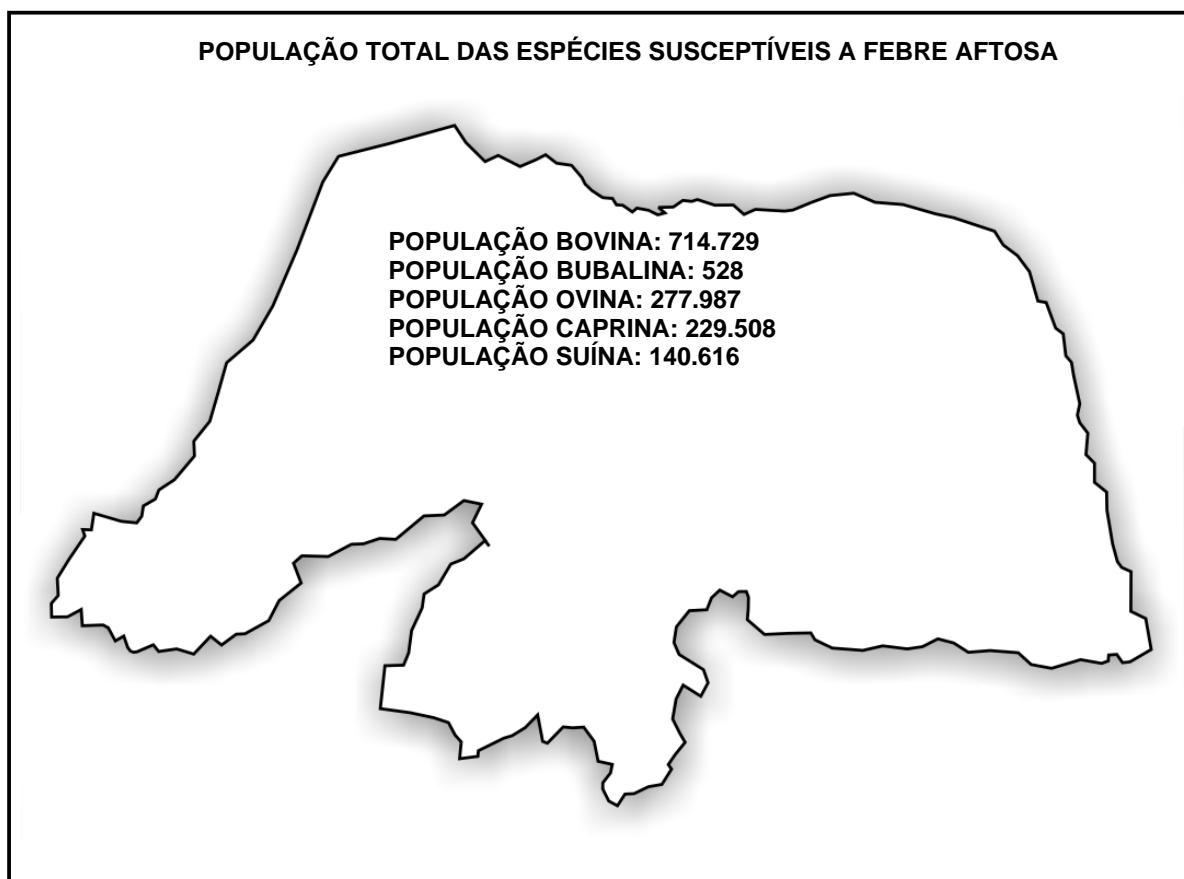 POPULAÇÃO TOTAL DAS ESPÉCIES SUSCEPTÍVEIS A FEBRE AFTOSA
POPULAÇÃO BOVINA: 714.729
POPULAÇÃO BUBALINA: 528
POPULAÇÃO OVINA: 277.987
POPULAÇÃO CAPRINA: 229.508
POPULAÇÃO SUÍNA: 140.616